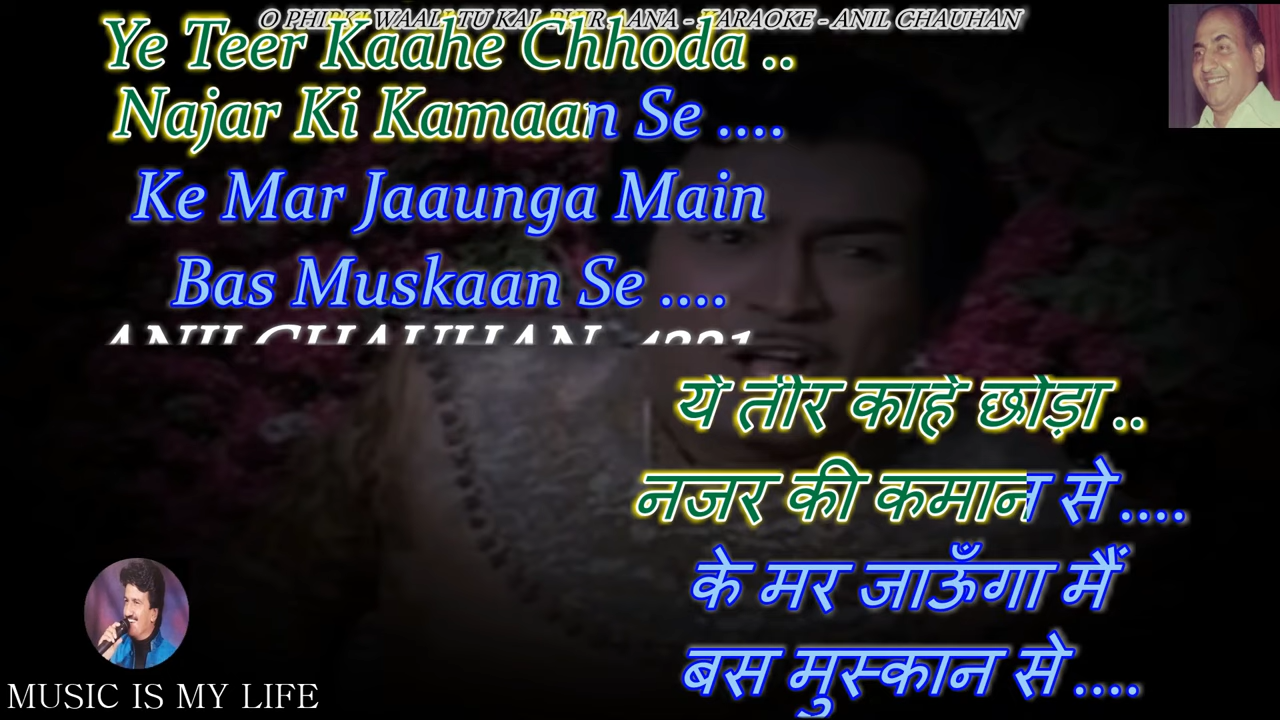 O PHIRKI WAALI TU KAL PHIR AANA - KARAOKE - ANIL CHAUHAN
Ye Teer Kaahe Chhoda ..
Najar Ki Kamaan Se ....
Ke Mar Jaaunga Main
Bas Muskaan Se ....
ANIL CHAUHAN
ये तीर काहे छोड़ा ..
नजर की कमान से ....
के मर जाऊँगा मैं
बस मुस्कान से ....
MUSIC IS MY LIFE